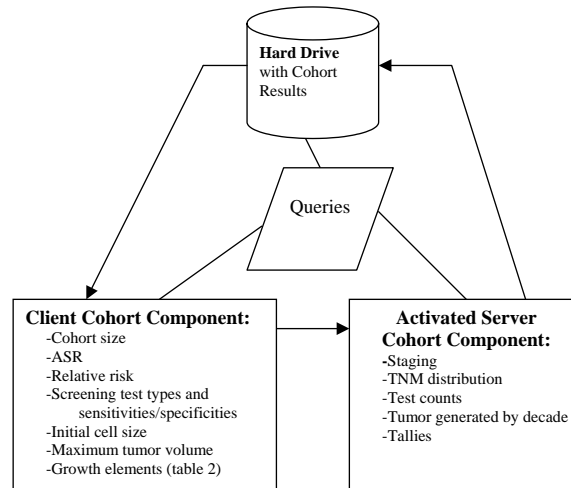 Hard Drive
with Cohort
Results
Queries
Client Cohort Component:
-Cohort size
-ASR
-Relative risk
-Screening test types and
sensitivities/specificities
-Initial cell size
-Maximum tumor volume
-Growth elements (table 2)
Activated Server
Cohort Component:
-Staging
-TNM distribution
-Test counts
-Tumor generated by decade
-Tallies